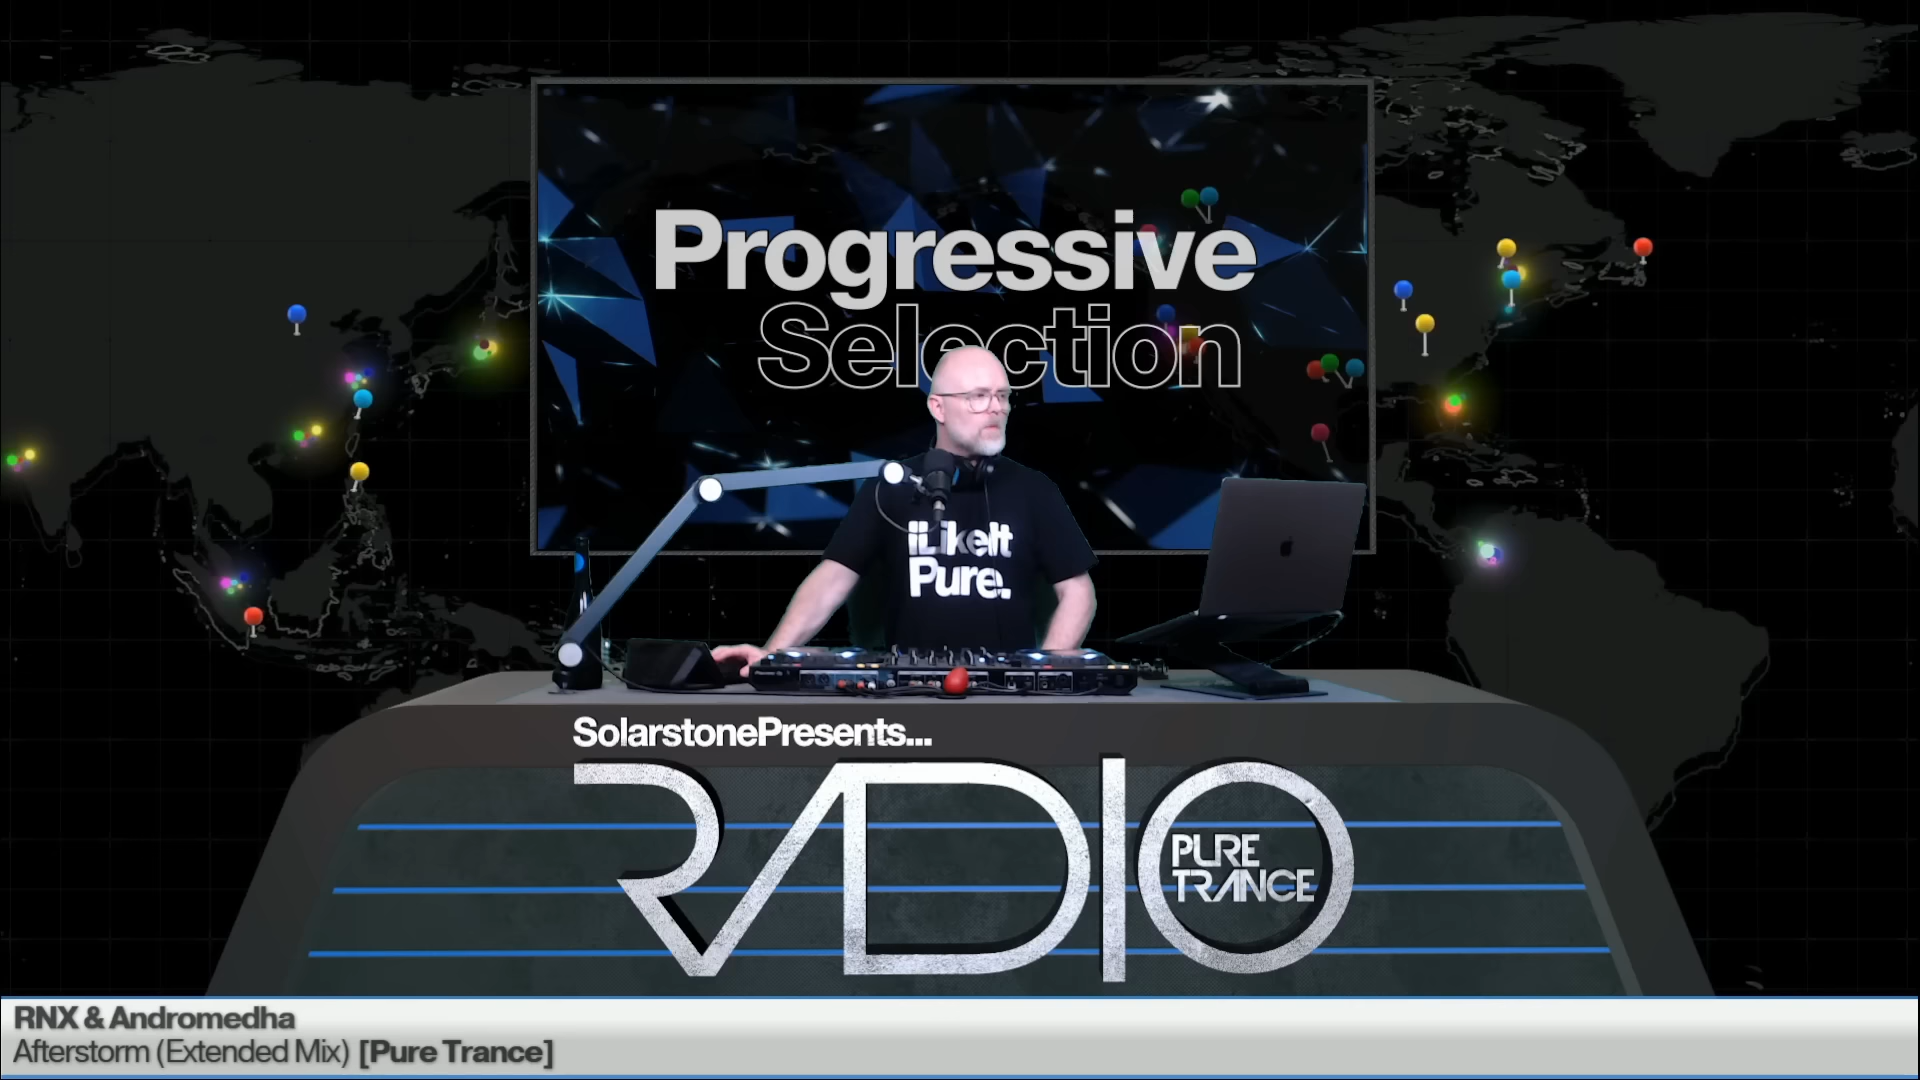 Progressive
Selection
iLikeIt
Pure.
SolarstonePresents...
RADIO
PURE
TRANCE
RNX & Andromedha
Afterstorm (Extended Mix) [Pure Trance]